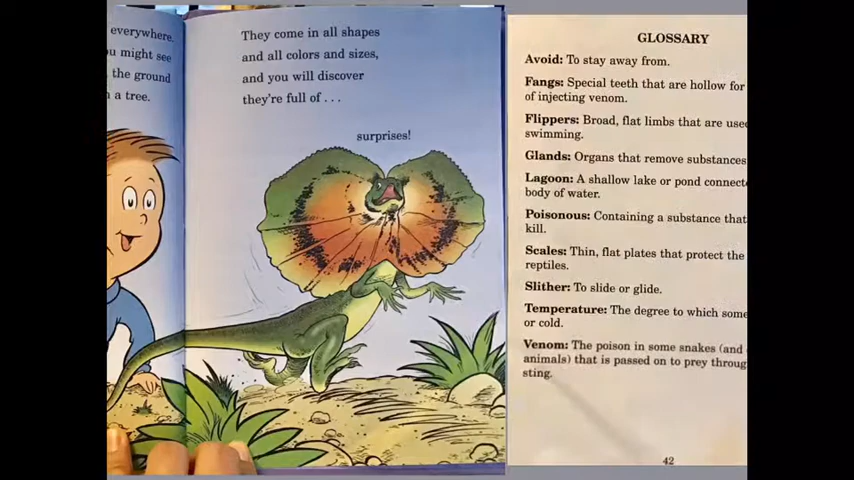 everywhere.
u might see
the ground
a tree.
They come in all shapes
and all colors and sizes,
and you will discover
they're full of . . .
surprises!
GLOSSARY
Avoid: To stay away from.
Fangs: Special teeth that are hollow for
of injecting venom.
Flippers: Broad, flat limbs that are used
swimming.
Glands: Organs that remove substances
Lagoon: A shallow lake or pond connecte
body of water.
Poisonous: Containing a substance that
kill.
Scales: Thin, flat plates that protect the
reptiles.
Slither: To slide or glide.
Temperature: The degree to which some
or cold.
Venom: The poison in some snakes (and
animals) that is passed on to prey throug
sting.
42